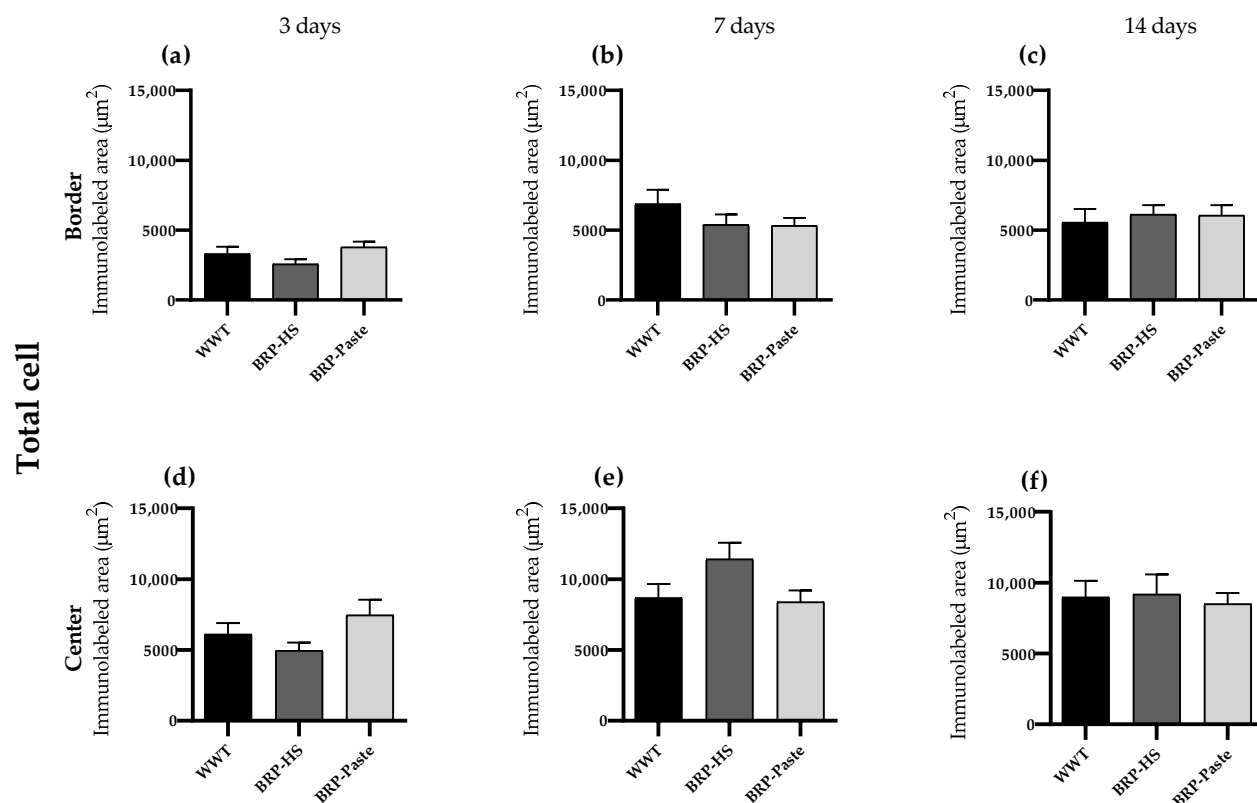 3 days
7 days
14 days
Total cell
Border
(a)
Immunolabeled area (µm²)
15,000
10,000
5000
0
WWT
BRP-HS
BRP-Paste
(b)
Immunolabeled area (µm²)
15,000
10,000
5000
0
WWT
BRP-HS
BRP-Paste
(c)
Immunolabeled area (µm²)
15,000
10,000
5000
0
WWT
BRP-HS
BRP-Paste
Center
(d)
Immunolabeled area (µm²)
15,000
10,000
5000
0
WWT
BRP-HS
BRP-Paste
(e)
Immunolabeled area (µm²)
15,000
10,000
5000
0
WWT
BRP-HS
BRP-Paste
(f)
Immunolabeled area (µm²)
15,000
10,000
5000
0
WWT
BRP-HS
BRP-Paste